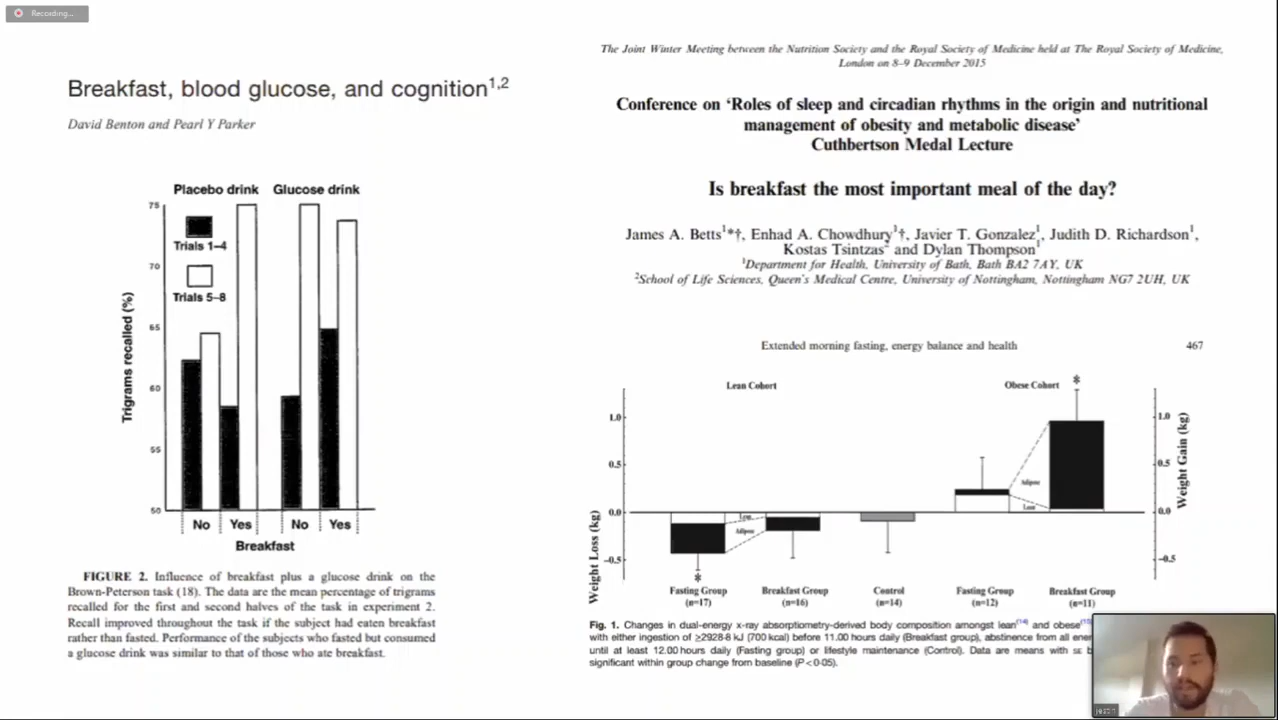 Recording...
Breakfast, blood glucose, and cognition1,2
David Benton and Pearl Y Parker
Placebo drink Glucose drink
75
Trials 1–4
70
Trials 5–8
65
60
55
50
Trigrams recalled (%)
No Yes No Yes
Breakfast
FIGURE 2. Influence of breakfast plus a glucose drink on the
Brown-Peterson task (18). The data are the mean percentage of trigrams
recalled for the first and second halves of the task in experiment 2.
Recall improved throughout the task if the subject had eaten breakfast
rather than fasted. Performance of the subjects who fasted but consumed
a glucose drink was similar to that of those who ate breakfast.
The Joint Winter Meeting between the Nutrition Society and the Royal Society of Medicine held at The Royal Society of Medicine,
London on 8–9 December 2015
Conference on ‘Roles of sleep and circadian rhythms in the origin and nutritional
management of obesity and metabolic disease’
Cuthbertson Medal Lecture
Is breakfast the most important meal of the day?
James A. Betts1*†, Enhad A. Chowdhury1†, Javier T. Gonzalez1, Judith D. Richardson1,
Kostas Tsintzas2 and Dylan Thompson1
1Department for Health, University of Bath, Bath BA2 7AY, UK
2School of Life Sciences, Queen's Medical Centre, University of Nottingham, Nottingham NG7 2UH, UK
Extended morning fasting, energy balance and health 467
Lean Cohort Obese Cohort *
1.0 1.0
0.5 0.5
0.0 0.0
-0.5 -0.5
Weight Loss (kg)
Weight Gain (kg)
Lean
Adipose
Adipose
Lean
*
Fasting Group Breakfast Group Control Fasting Group Breakfast Group
(n=17) (n=16) (n=14) (n=12) (n=11)
Fig. 1. Changes in dual-energy x-ray absorptiometry-derived body composition amongst lean(14) and obese
with either ingestion of ≥2928·8 kJ (700 kcal) before 11.00 hours daily (Breakfast group), abstinence from all
until at least 12.00 hours daily (Fasting group) or lifestyle maintenance (Control). Data are means with SE
significant within group change from baseline (P < 0·05).